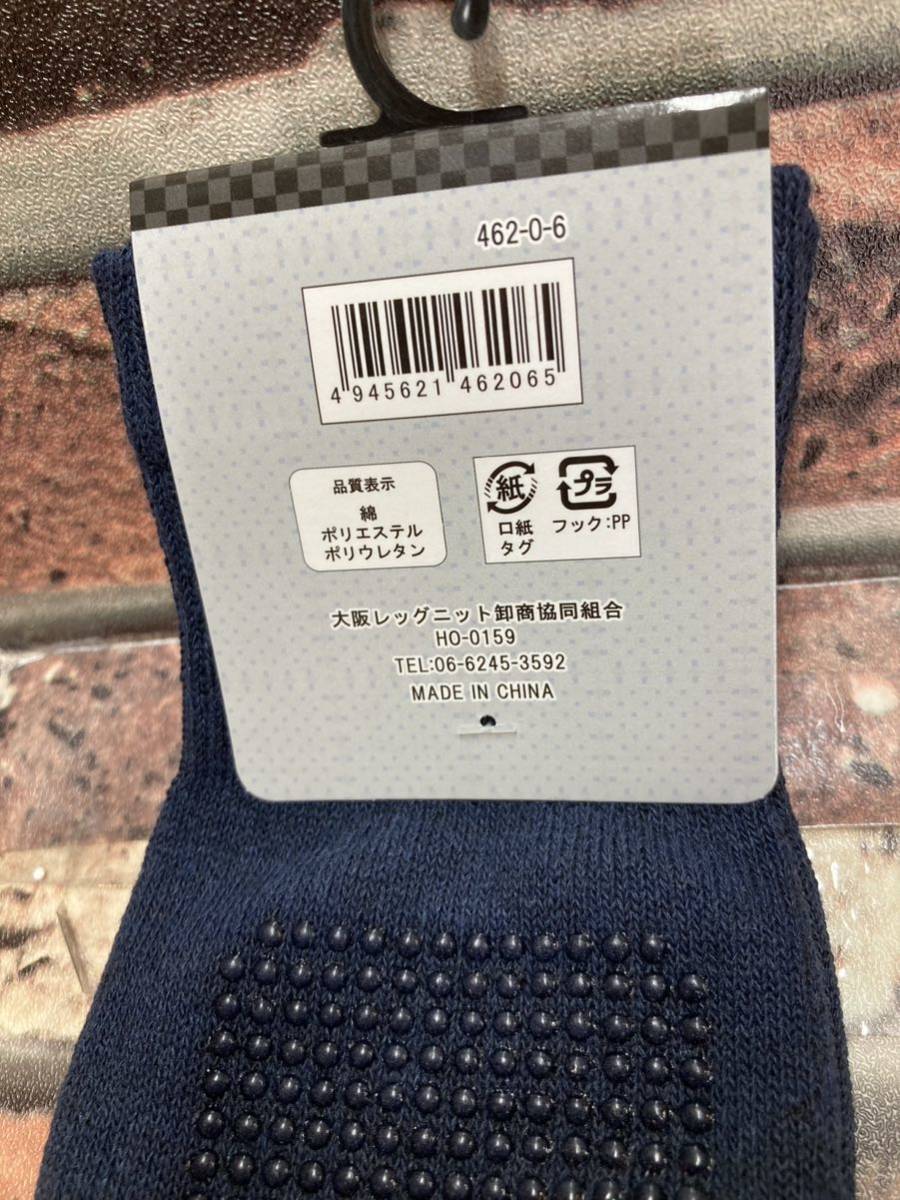 462-0-6
4 945621 462065
品質表示
綿
ポリエステル
ポリウレタン
紙
プラ
口紙
タグ
フック:PP
大阪レッグニット卸商協同組合
HO-0159
TEL:06-6245-3592
MADE IN CHINA